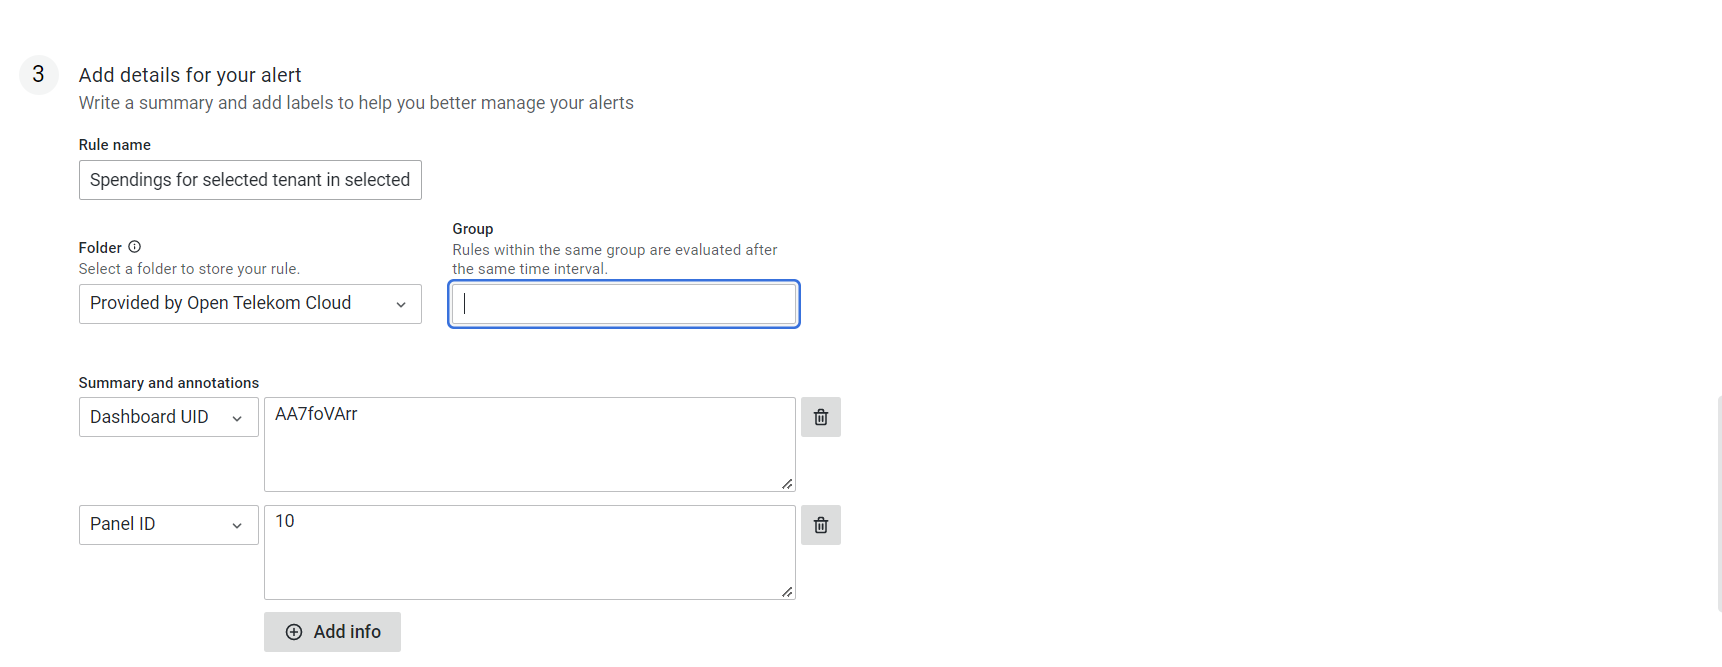 3
Add details for your alert
Write a summary and add labels to help you better manage your alerts
Rule name
Spendings for selected tenant in selected
Folder
Select a folder to store your rule.
Provided by Open Telekom Cloud
Group
Rules within the same group are evaluated after
the same time interval.
Summary and annotations
Dashboard UID
AA7foVArr
Panel ID
10
Add info